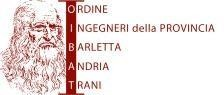 ORDINE
INGEGNERI della PROVINCIA
BARLETTA
ANDRIA
TRANI